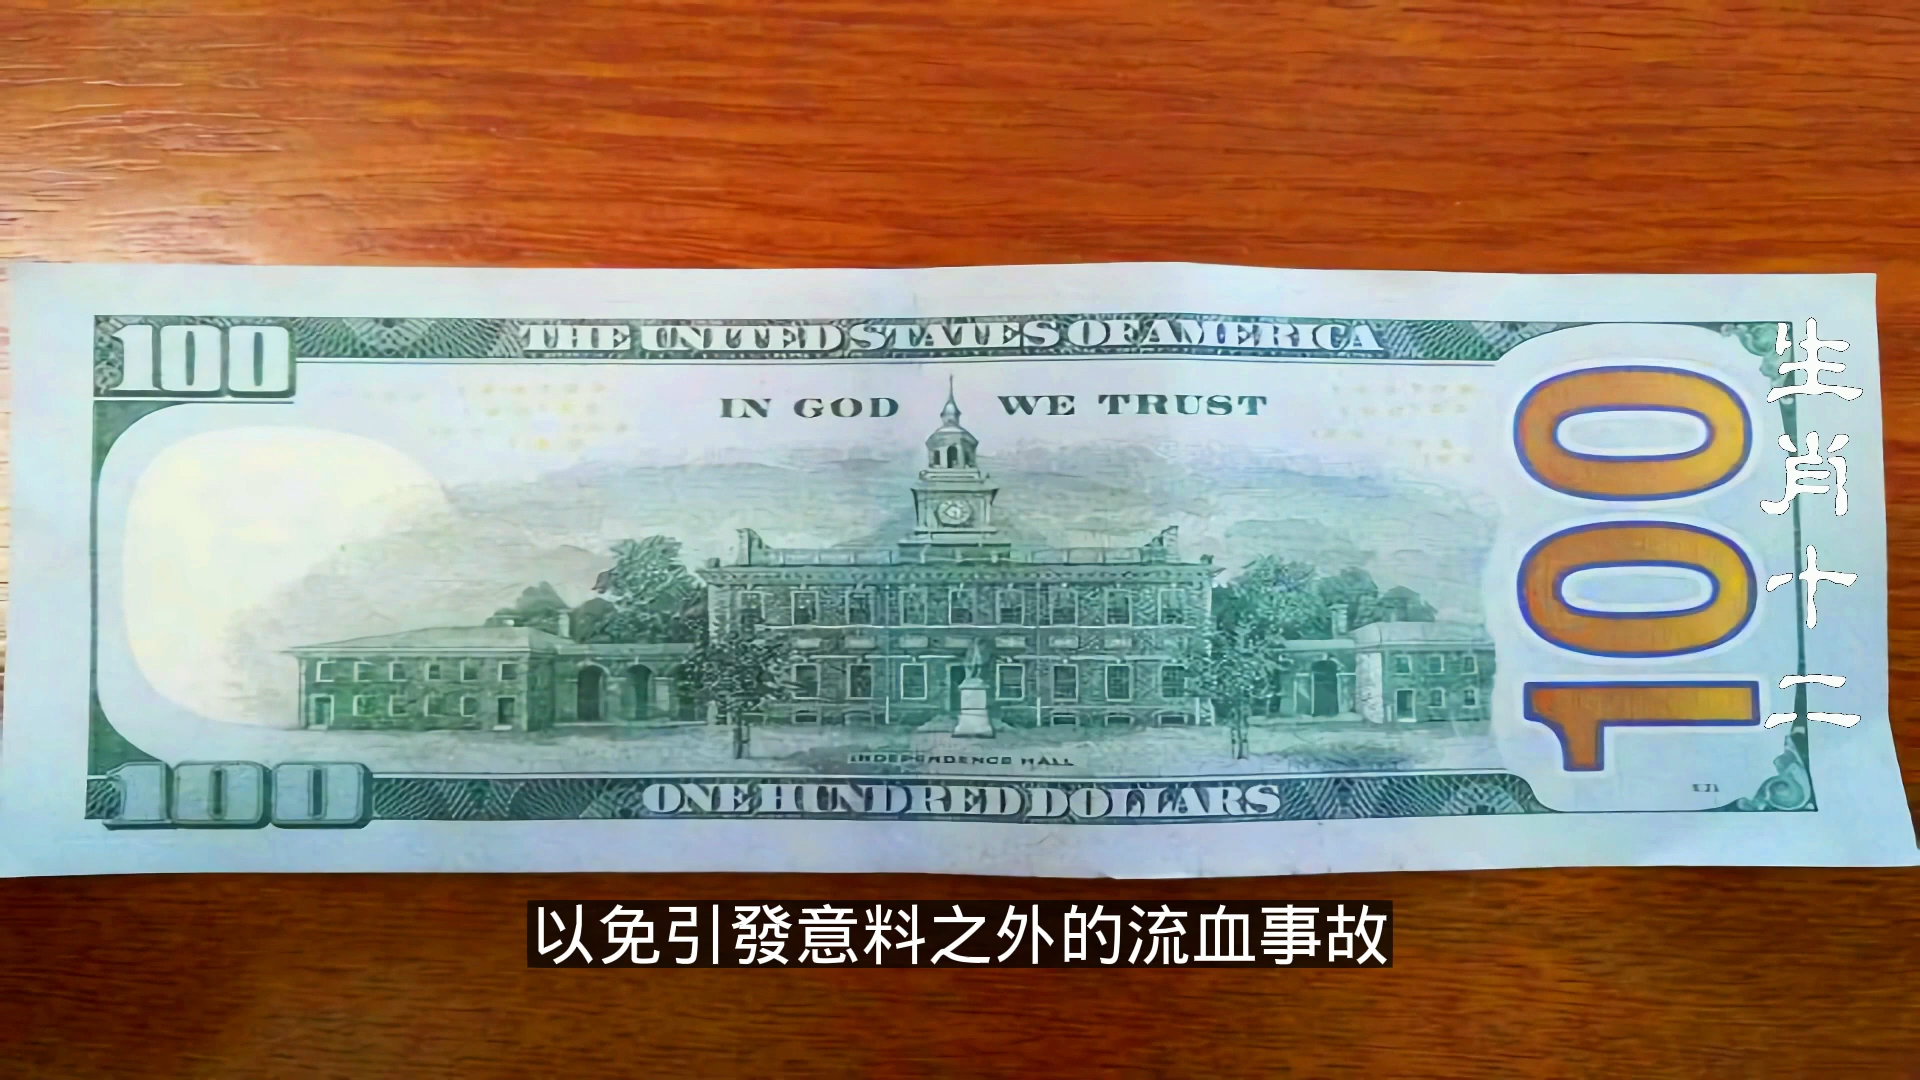 100
THE UNITED STATES OF AMERICA
IN GOD WE TRUST
100
生肖十二
INDEPENDENCE HALL
100
ONE HUNDRED DOLLARS
以免引發意料之外的流血事故